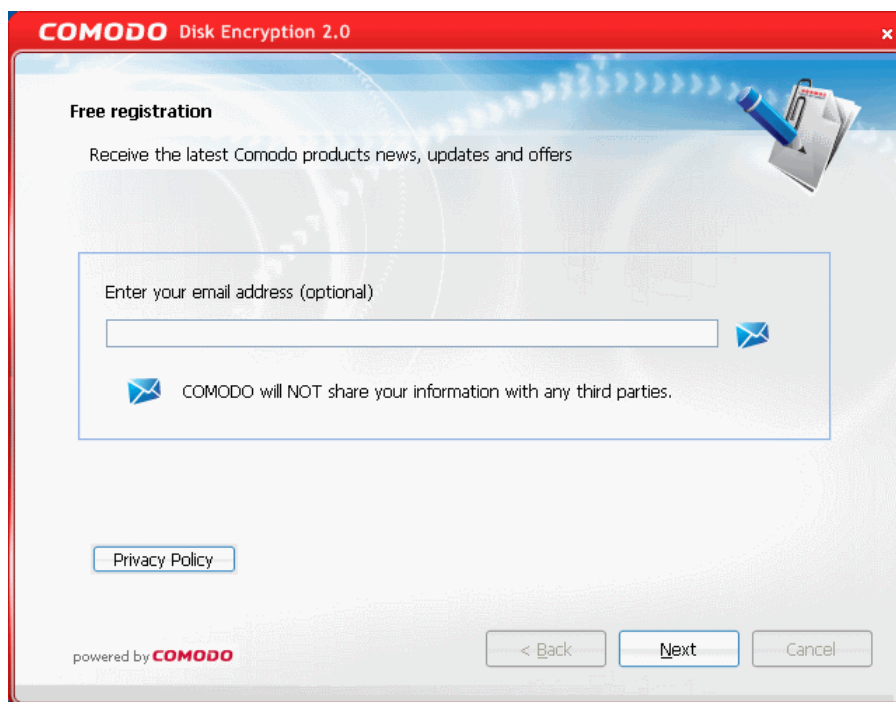 COMODO Disk Encryption 2.0
Free registration
Receive the latest Comodo products news, updates and offers
Enter your email address (optional)
COMODO will NOT share your information with any third parties.
Privacy Policy
powered by COMODO
< Back
Next
Cancel